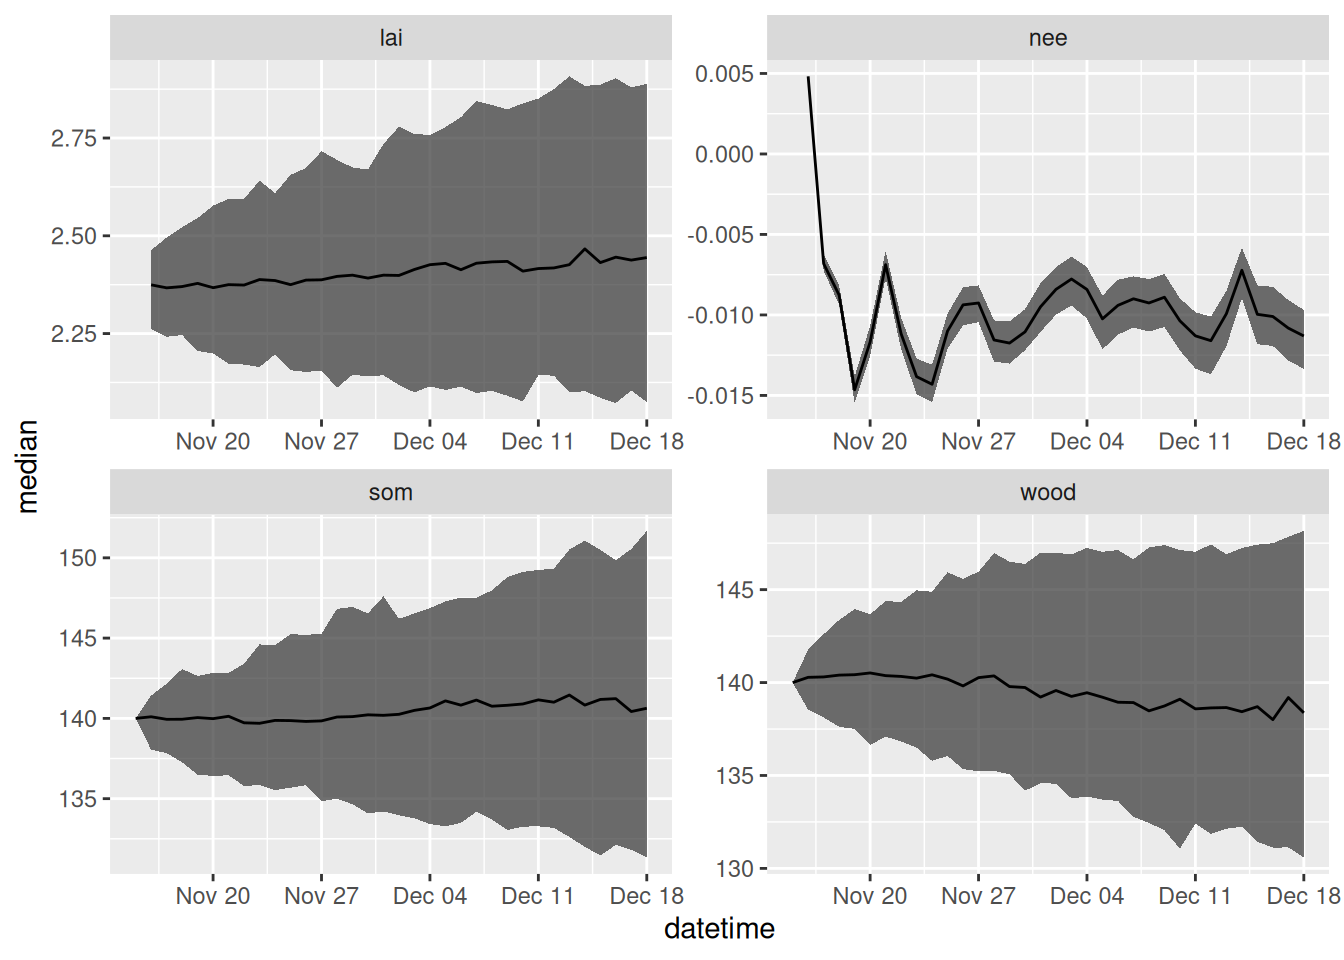 lai
nee
2.75
2.50
2.25
0.005
0.000
-0.005
-0.010
-0.015
Nov 20 Nov 27 Dec 04 Dec 11 Dec 18
Nov 20 Nov 27 Dec 04 Dec 11 Dec 18
median
som
wood
150
145
140
135
145
140
135
130
Nov 20 Nov 27 Dec 04 Dec 11 Dec 18
Nov 20 Nov 27 Dec 04 Dec 11 Dec 18
datetime